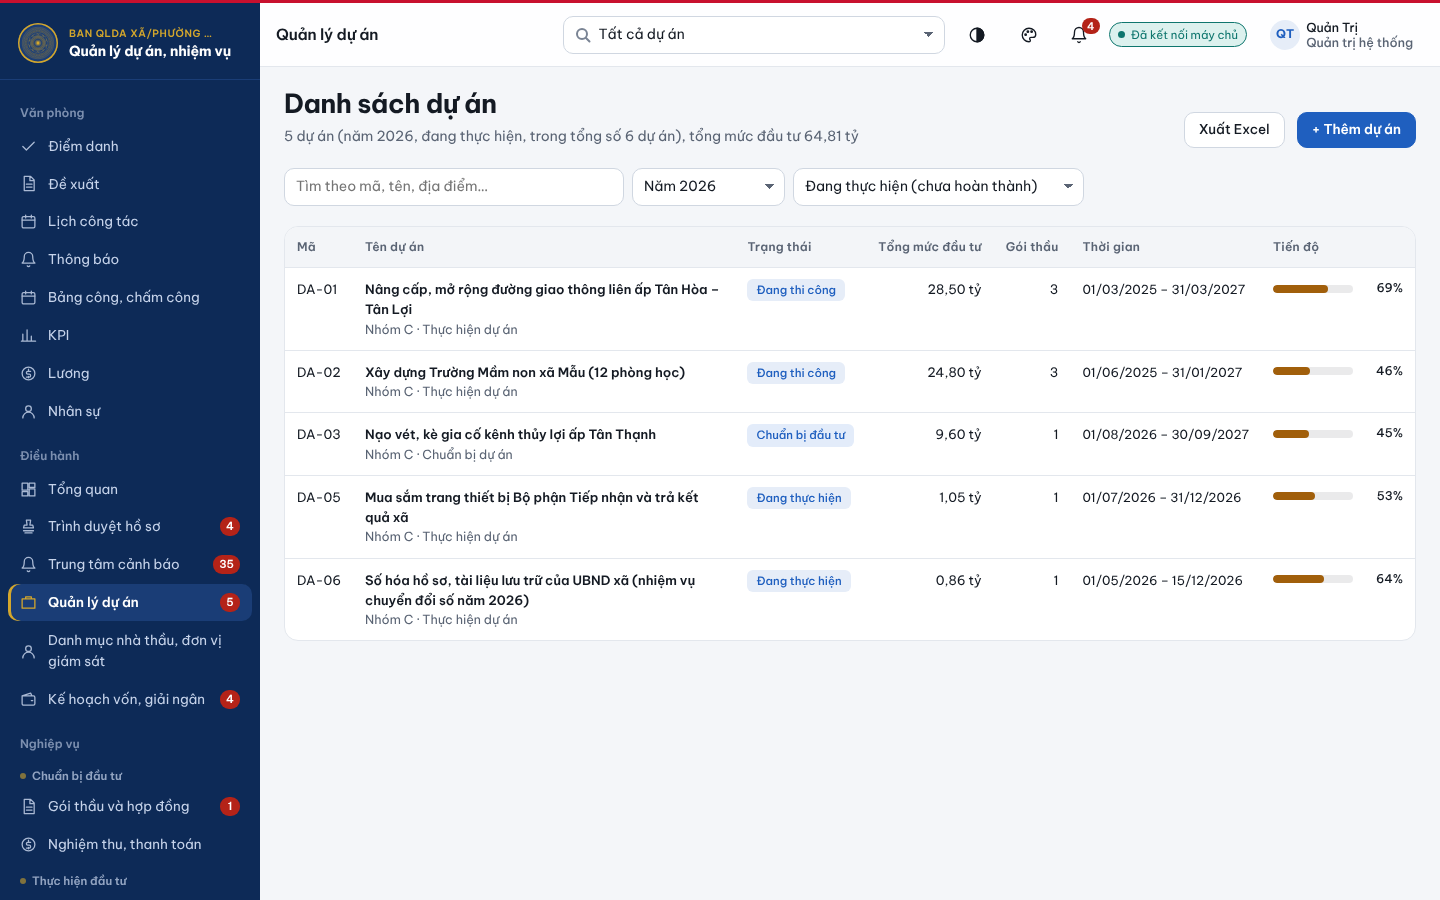 BAN QLDA XÃ/PHƯỜNG ...
Quản lý dự án, nhiệm vụ
Văn phòng
Điểm danh
Đề xuất
Lịch công tác
Thông báo
Bảng công, chấm công
KPI
Lương
Nhân sự
Điều hành
Tổng quan
Trình duyệt hồ sơ 4
Trung tâm cảnh báo 35
Quản lý dự án 5
Danh mục nhà thầu, đơn vị
giám sát
Kế hoạch vốn, giải ngân 4
Nghiệp vụ
Chuẩn bị đầu tư
Gói thầu và hợp đồng 1
Nghiệm thu, thanh toán
Thực hiện đầu tư
Quản lý dự án
Tất cả dự án
4
Đã kết nối máy chủ
QT
Quản Trị
Quản trị hệ thống
Danh sách dự án
5 dự án (năm 2026, đang thực hiện, trong tổng số 6 dự án), tổng mức đầu tư 64,81 tỷ
Xuất Excel
+ Thêm dự án
Tìm theo mã, tên, địa điểm...
Năm 2026
Đang thực hiện (chưa hoàn thành)
Mã Tên dự án Trạng thái Tổng mức đầu tư Gói thầu Thời gian Tiến độ
DA-01 Nâng cấp, mở rộng đường giao thông liên ấp Tân Hòa – Đang thi công 28,50 tỷ 3 01/03/2025 – 31/03/2027 69%
Tân Lợi
Nhóm C · Thực hiện dự án
DA-02 Xây dựng Trường Mầm non xã Mẫu (12 phòng học) Đang thi công 24,80 tỷ 3 01/06/2025 – 31/01/2027 46%
Nhóm C · Thực hiện dự án
DA-03 Nạo vét, kè gia cố kênh thủy lợi ấp Tân Thạnh Chuẩn bị đầu tư 9,60 tỷ 1 01/08/2026 – 30/09/2027 45%
Nhóm C · Chuẩn bị dự án
DA-05 Mua sắm trang thiết bị Bộ phận Tiếp nhận và trả kết Đang thực hiện 1,05 tỷ 1 01/07/2026 – 31/12/2026 53%
quả xã
Nhóm C · Thực hiện dự án
DA-06 Số hóa hồ sơ, tài liệu lưu trữ của UBND xã (nhiệm vụ Đang thực hiện 0,86 tỷ 1 01/05/2026 – 15/12/2026 64%
chuyển đổi số năm 2026)
Nhóm C · Thực hiện dự án